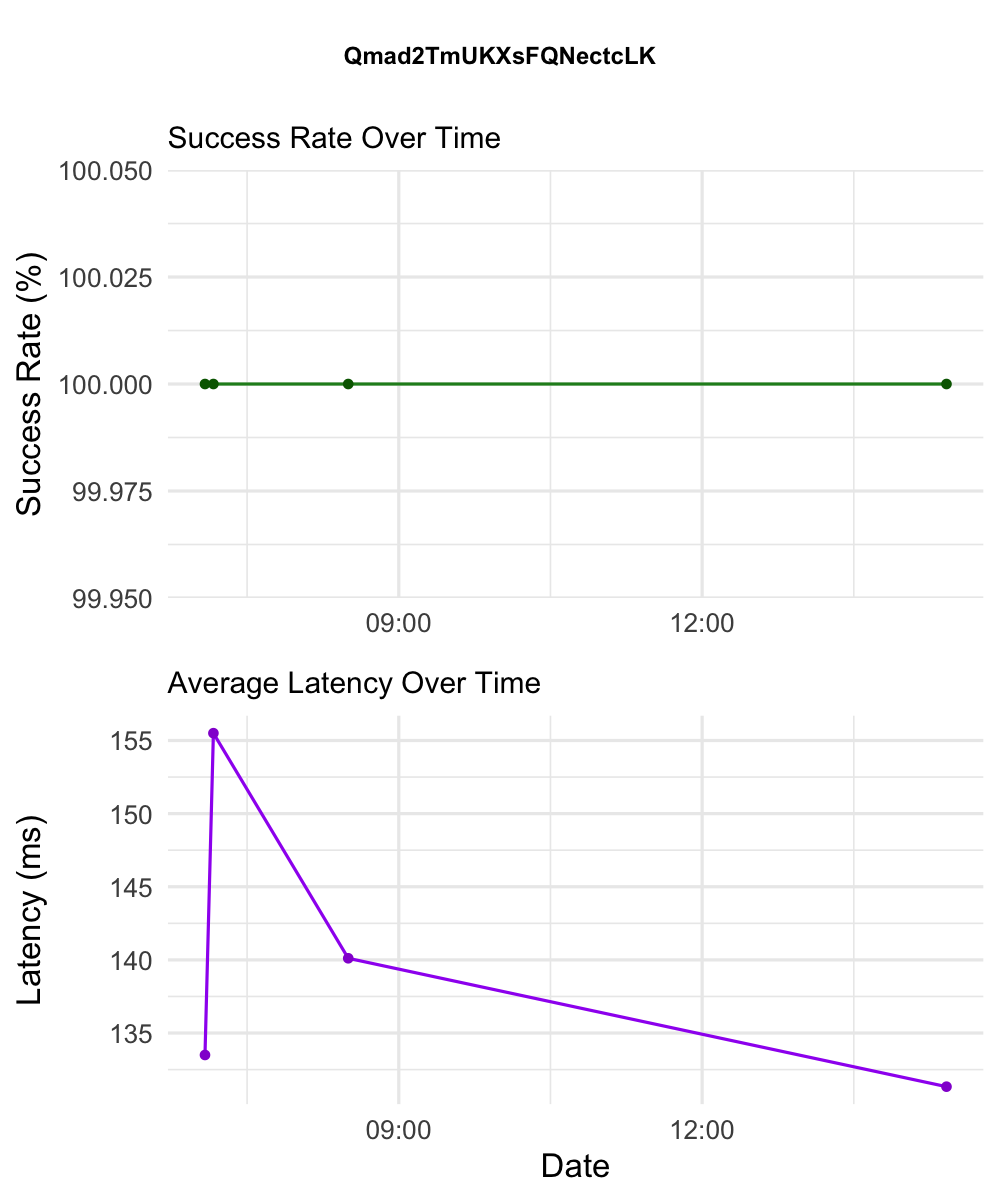 Qmad2TmUKXsFQNectcLK
Success Rate Over Time
Success Rate (%)
100.050
100.025
100.000
99.975
99.950
09:00 12:00
Average Latency Over Time
Latency (ms)
155
150
145
140
135
09:00 12:00
Date